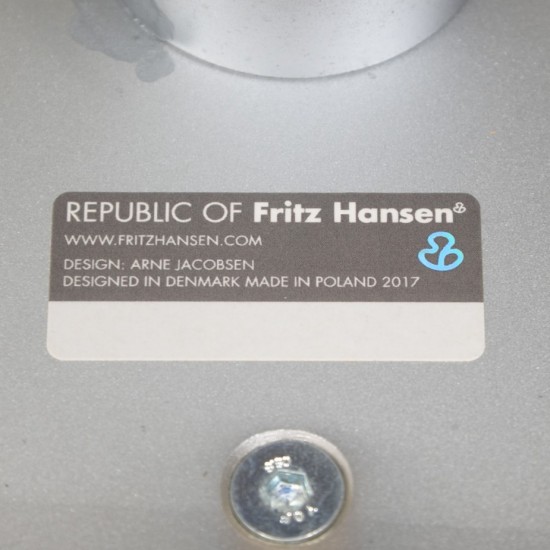 REPUBLIC OF Fritz Hansen
WWW.FRITZHANSEN.COM
DESIGN: ARNE JACOBSEN
DESIGNED IN DENMARK MADE IN POLAND 2017